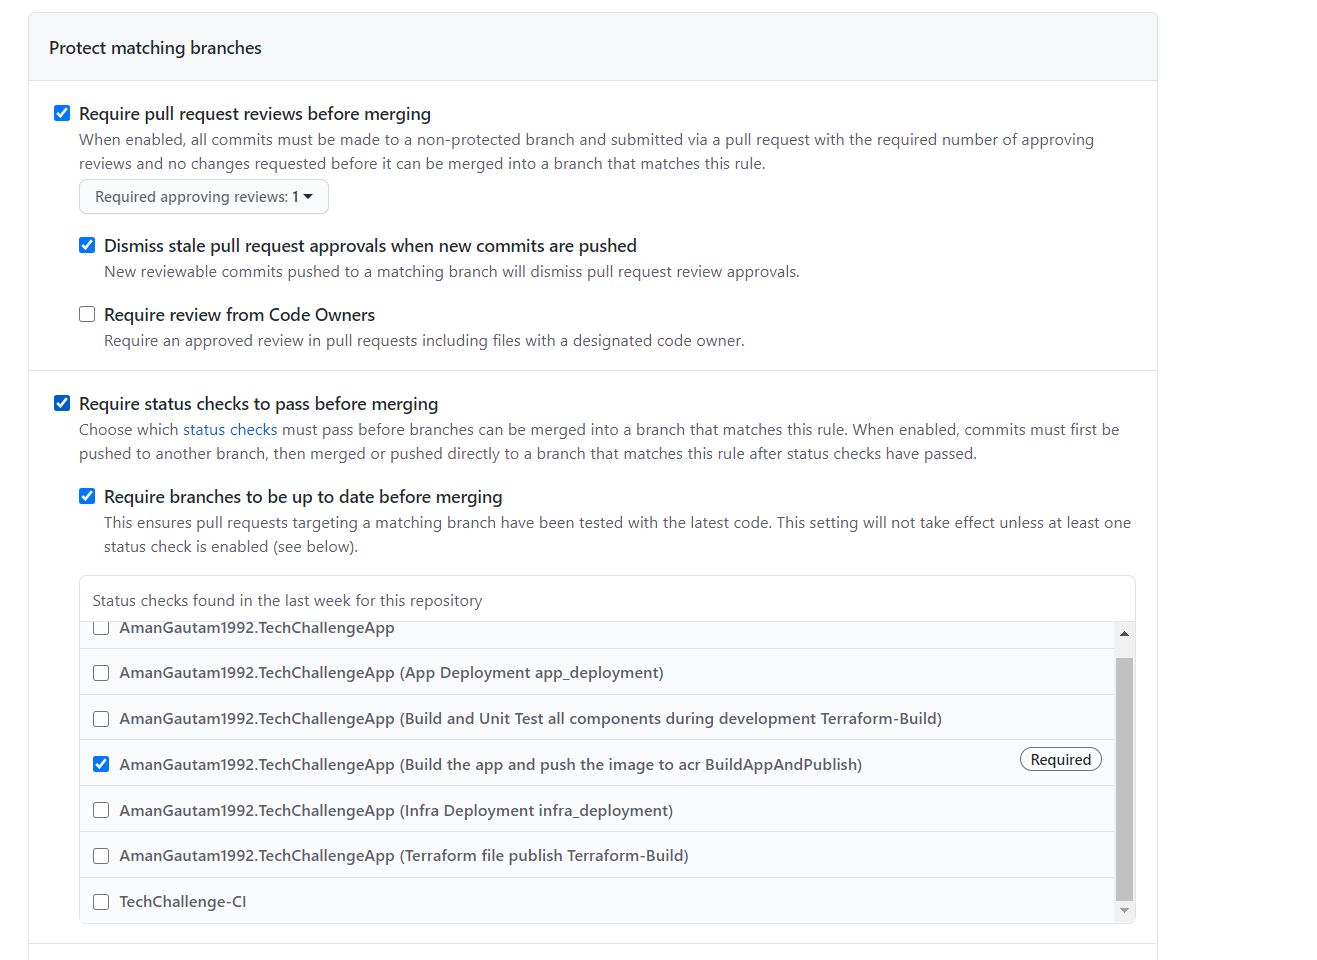 Protect matching branches
Require pull request reviews before merging
When enabled, all commits must be made to a non-protected branch and submitted via a pull request with the required number of approving
reviews and no changes requested before it can be merged into a branch that matches this rule.
Required approving reviews: 1
Dismiss stale pull request approvals when new commits are pushed
New reviewable commits pushed to a matching branch will dismiss pull request review approvals.
Require review from Code Owners
Require an approved review in pull requests including files with a designated code owner.
Require status checks to pass before merging
Choose which status checks must pass before branches can be merged into a branch that matches this rule. When enabled, commits must first be
pushed to another branch, then merged or pushed directly to a branch that matches this rule after status checks have passed.
Require branches to be up to date before merging
This ensures pull requests targeting a matching branch have been tested with the latest code. This setting will not take effect unless at least one
status check is enabled (see below).
Status checks found in the last week for this repository
AmanGautam1992.TechChallengeApp
AmanGautam1992.TechChallengeApp (App Deployment app_deployment)
AmanGautam1992.TechChallengeApp (Build and Unit Test all components during development Terraform-Build)
AmanGautam1992.TechChallengeApp (Build the app and push the image to acr BuildAppAndPublish) Required
AmanGautam1992.TechChallengeApp (Infra Deployment infra_deployment)
AmanGautam1992.TechChallengeApp (Terraform file publish Terraform-Build)
TechChallenge-CI